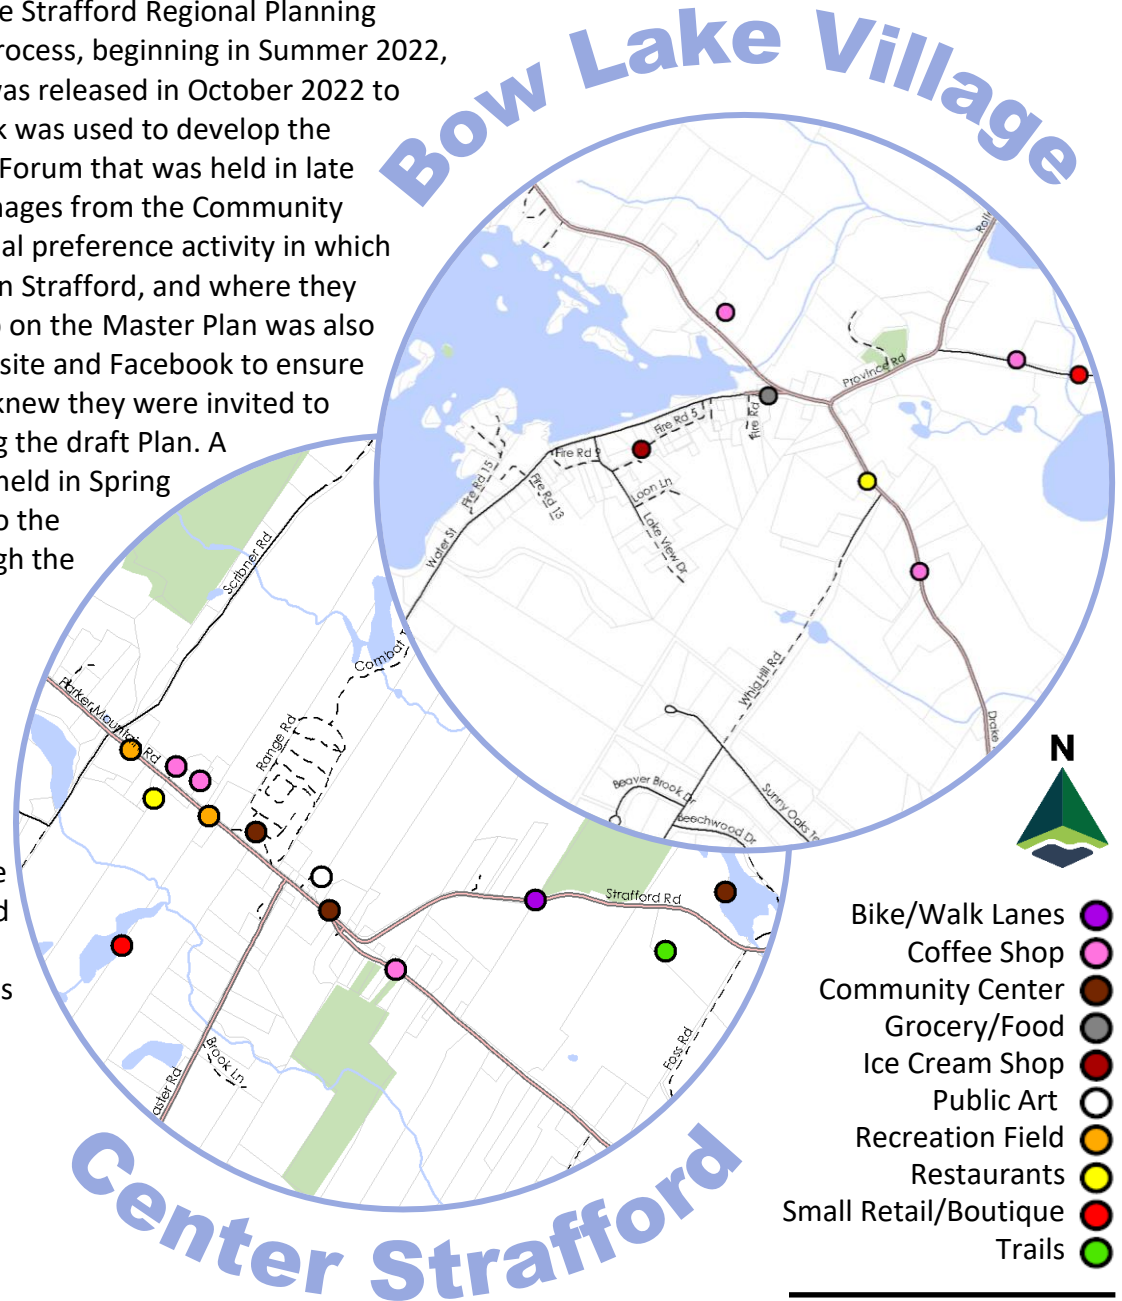 e Strafford Regional Planning
rocess, beginning in Summer 2022,
was released in October 2022 to
k was used to develop the
Forum that was held in late
mages from the Community
al preference activity in which
n Strafford, and where they
o on the Master Plan was also
site and Facebook to ensure
knew they were invited to
g the draft Plan. A
held in Spring
o the
gh the
e
d
s
Bow Lake Village
Rolli
Province Rd
Fire Rd 5
Fire Rd
Fire Rd 9
Fire Rd 15
Fire Rd 13
Loon Ln
Lake View Dr
Water St
Whig Hill Rd
Drake
Sunny Oaks Te
Beaver Brook Dr
Beechwood Dr
Scribner Rd
Combat T
Parker Mountain Rd
Range Rd
Strafford Rd
Foss Rd
Brook Ln
aster Rd
Center Strafford
N
Bike/Walk Lanes
Coffee Shop
Community Center
Grocery/Food
Ice Cream Shop
Public Art
Recreation Field
Restaurants
Small Retail/Boutique
Trails